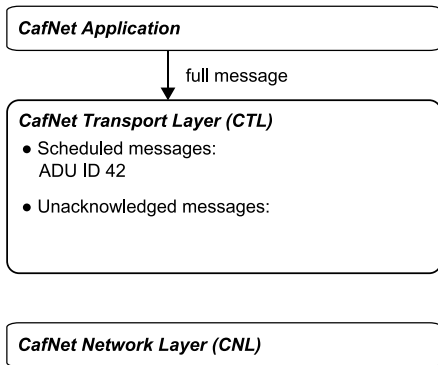 CafNet Application
full message
CafNet Transport Layer (CTL)
● Scheduled messages:
ADU ID 42
● Unacknowledged messages:
CafNet Network Layer (CNL)